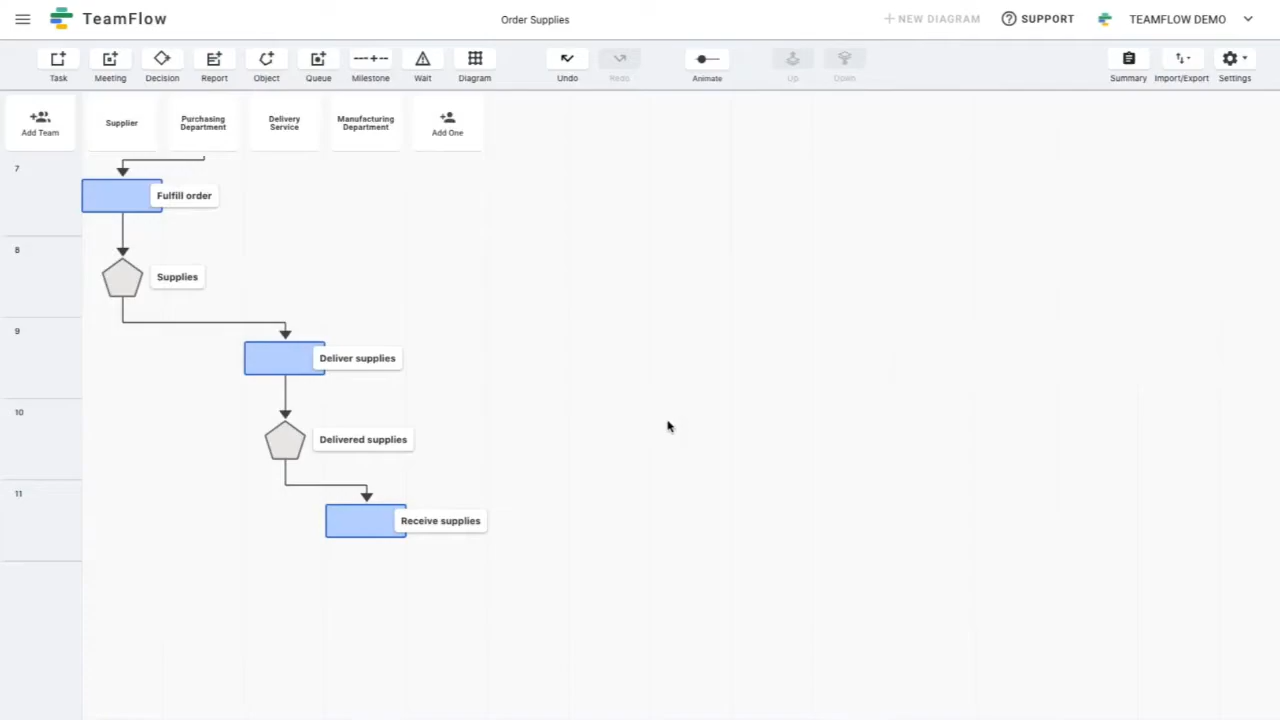 TeamFlow
Order Supplies
NEW DIAGRAM
SUPPORT
TEAMFLOW DEMO
Task
Meeting
Decision
Report
Object
Queue
Milestone
Wait
Diagram
Undo
Redo
Animate
Up
Down
Summary
Import/Export
Settings
Add Team
Supplier
Purchasing
Department
Delivery
Service
Manufacturing
Department
Add One
7
Fulfill order
8
Supplies
9
Deliver supplies
10
Delivered supplies
11
Receive supplies